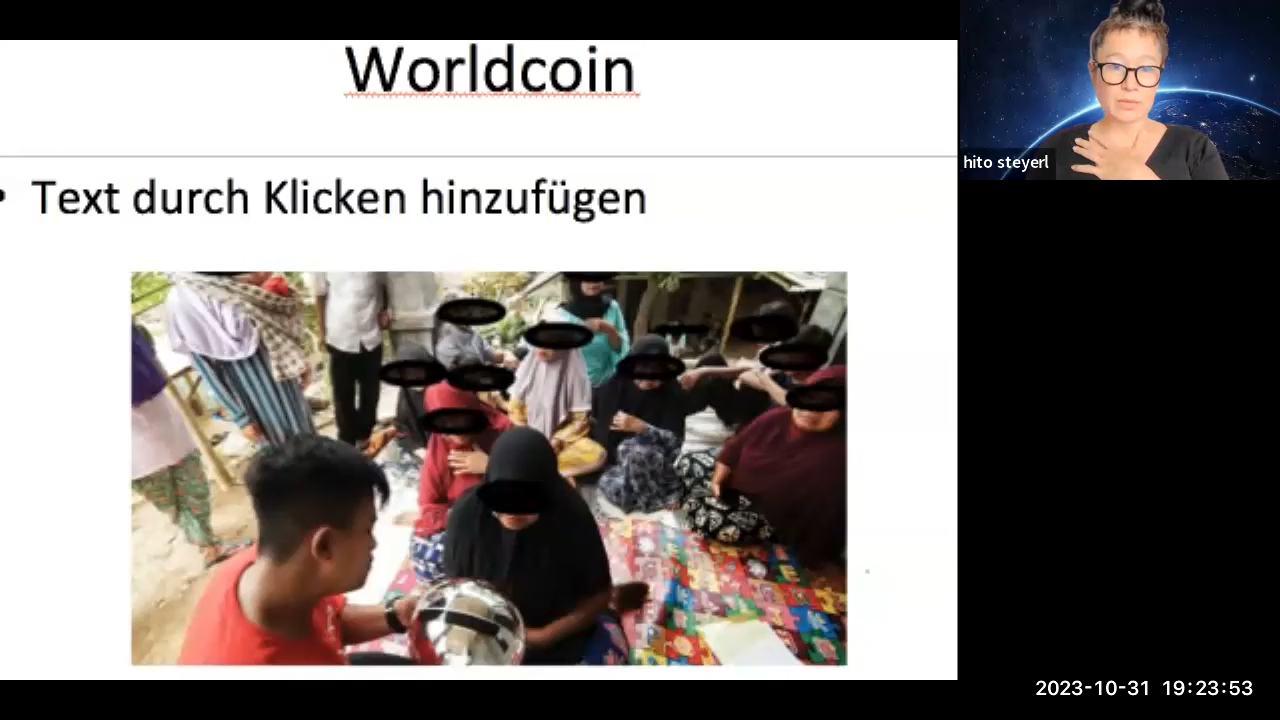 Worldcoin
• Text durch Klicken hinzufügen
hito steyerl
2023-10-31 19:23:53